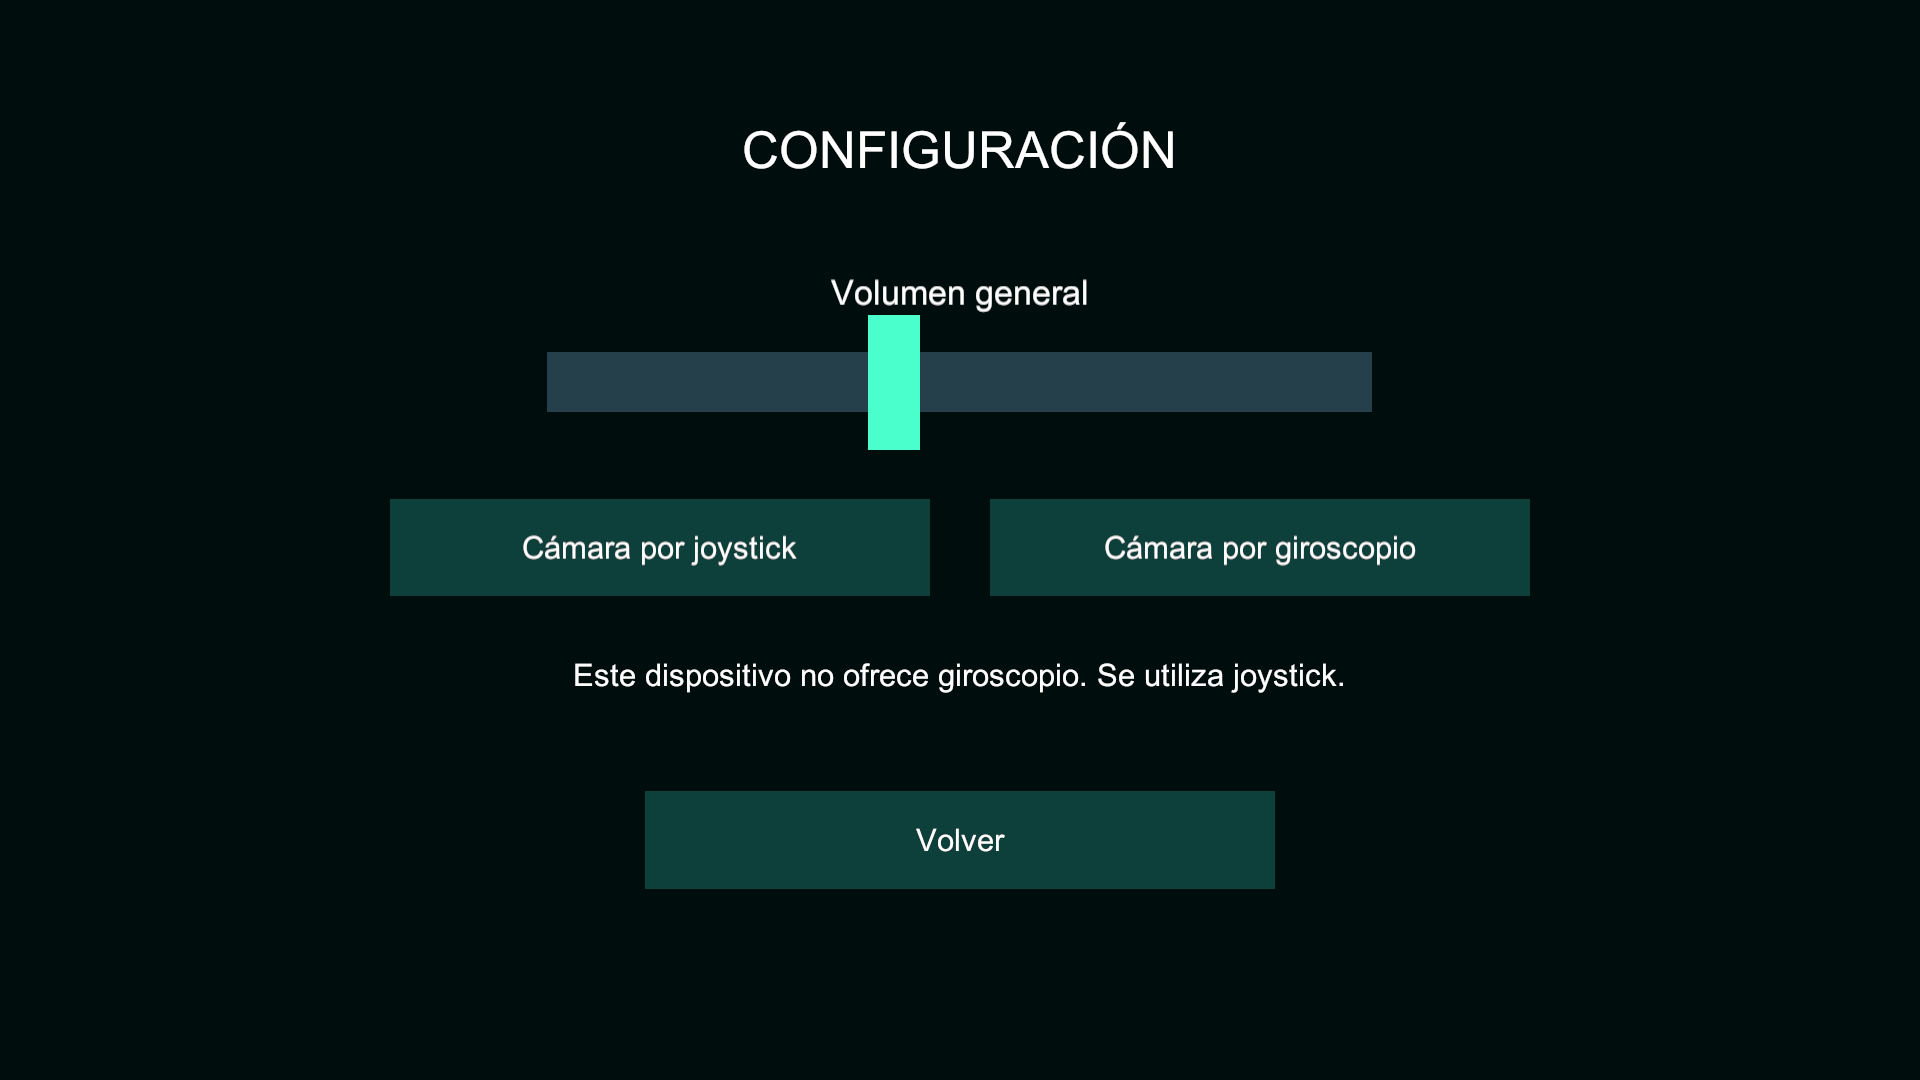 CONFIGURACIÓN
Volumen general
Cámara por joystick
Cámara por giroscopio
Este dispositivo no ofrece giroscopio. Se utiliza joystick.
Volver